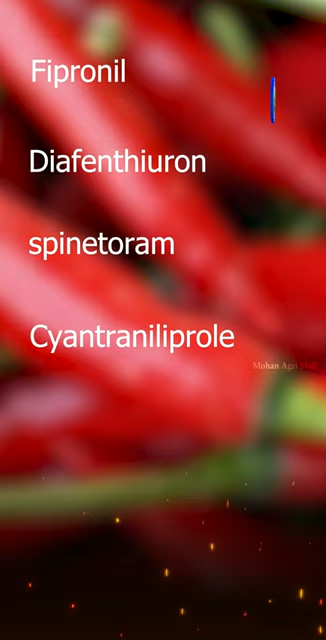 Fipronil
Diafenthiuron
spinetoram
Cyantraniliprole
Mohan Agri Mall